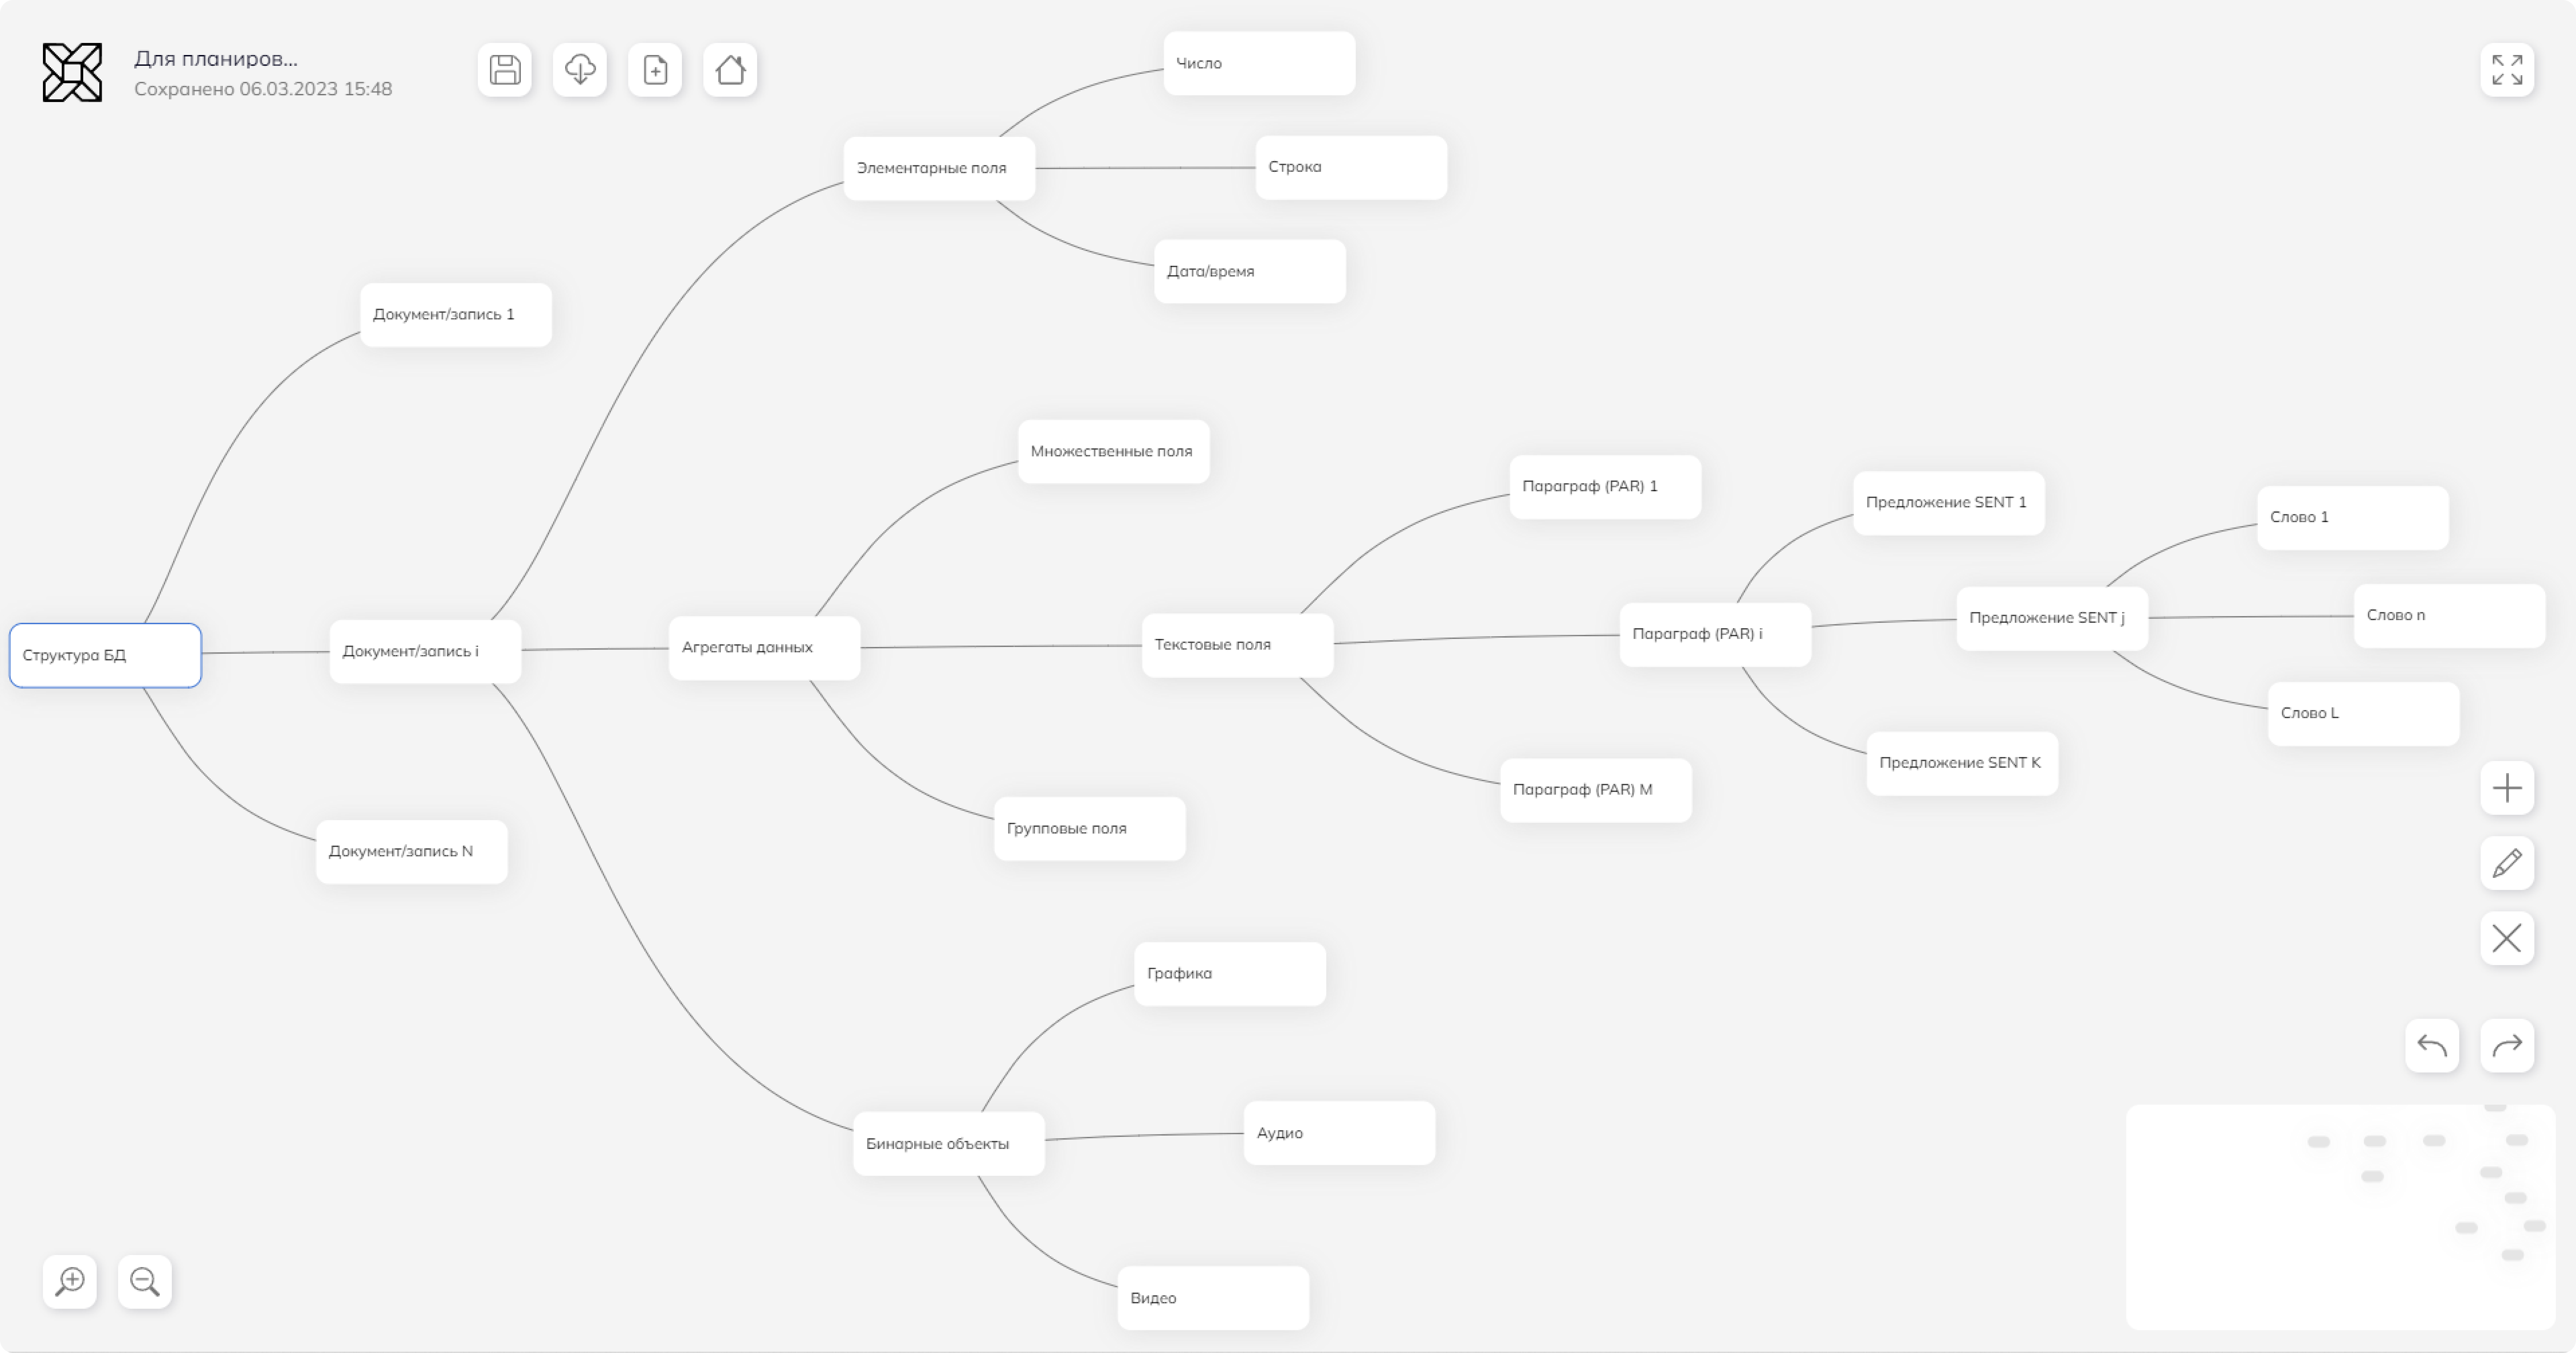 Для планиров...
Сохранено 06.03.2023 15:48
Число
Элементарные поля
Строка
Дата/время
Документ/запись 1
Множественные поля
Параграф (PAR) 1
Предложение SENT 1
Слово 1
Структура БД
Документ/запись i
Агрегаты данных
Текстовые поля
Параграф (PAR) i
Предложение SENT j
Слово n
Слово L
Предложение SENT K
Параграф (PAR) M
Групповые поля
Документ/запись N
Графика
Бинарные объекты
Аудио
Видео